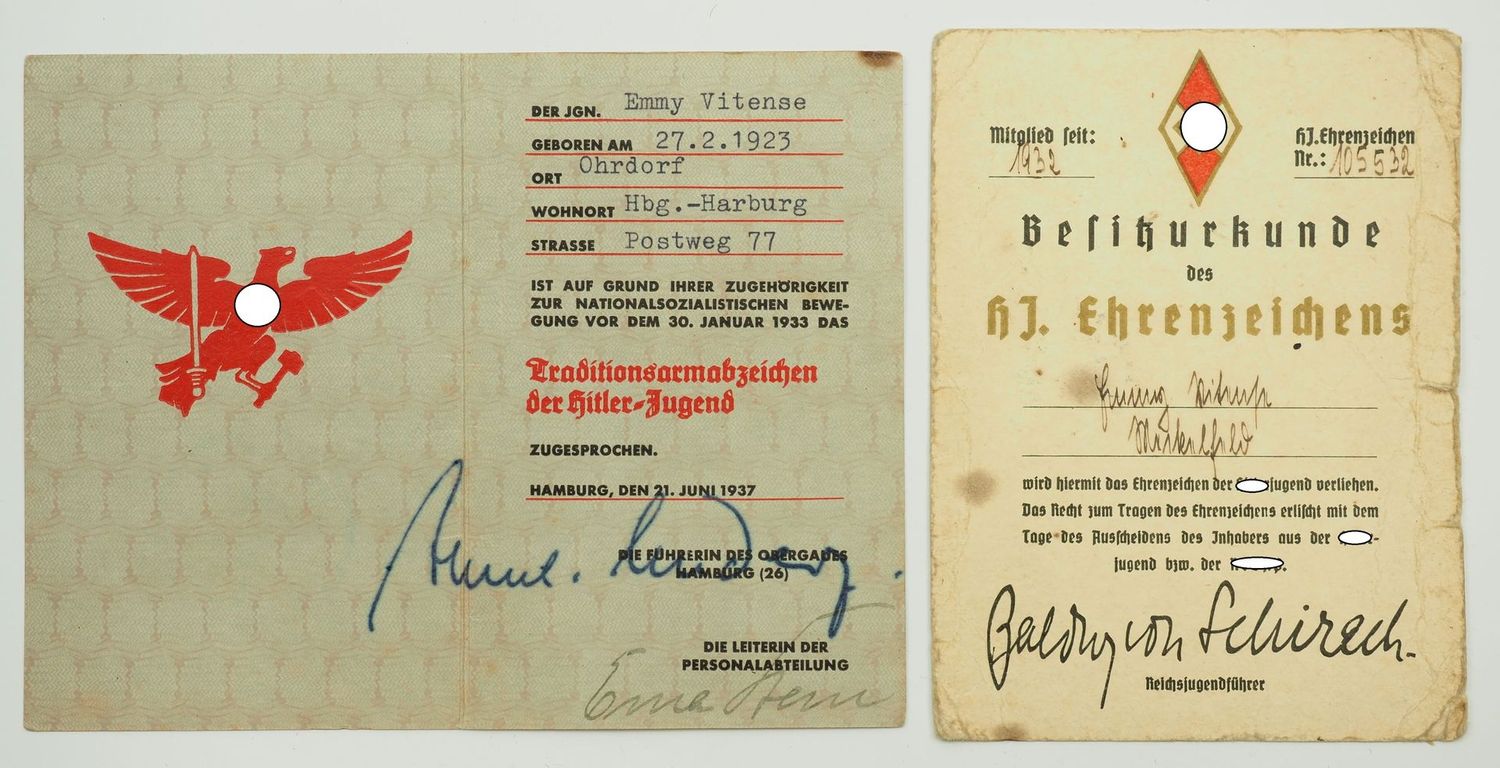 DER JGN. Emmy Vitense
GEBOREN AM 27.2.1923
ORT Ohrdorf
WOHNORT Hbg.-Harburg
STRASSE Postweg 77
IST AUF GRUND IHRER ZUGEHÖRIGKEIT
ZUR NATIONALSOZIALISTISCHEN BEWE-
GUNG VOR DEM 30. JANUAR 1933 DAS
Traditionsarmabzeichen
der Hitler-Jugend
ZUGESPROCHEN.
HAMBURG, DEN 21. JUNI 1937
DIE FÜHRERIN DES OBERGAUES
HAMBURG (26)
DIE LEITERIN DER
PERSONALABTEILUNG
Erna
Mitglied seit:
1932
HJ.Ehrenzeichen
Nr.: 105532
Besitzurkunde
des
HJ. Ehrenzeichens
Emmy Vitense
Meckelfeld
wird hiermit das Ehrenzeichen der jugend verliehen.
Das Recht zum Tragen des Ehrenzeichens erlischt mit dem
Tage des Ausscheidens des Inhabers aus der -
jugend bzw. der
Baldur von Schirach.
Reichsjugendführer